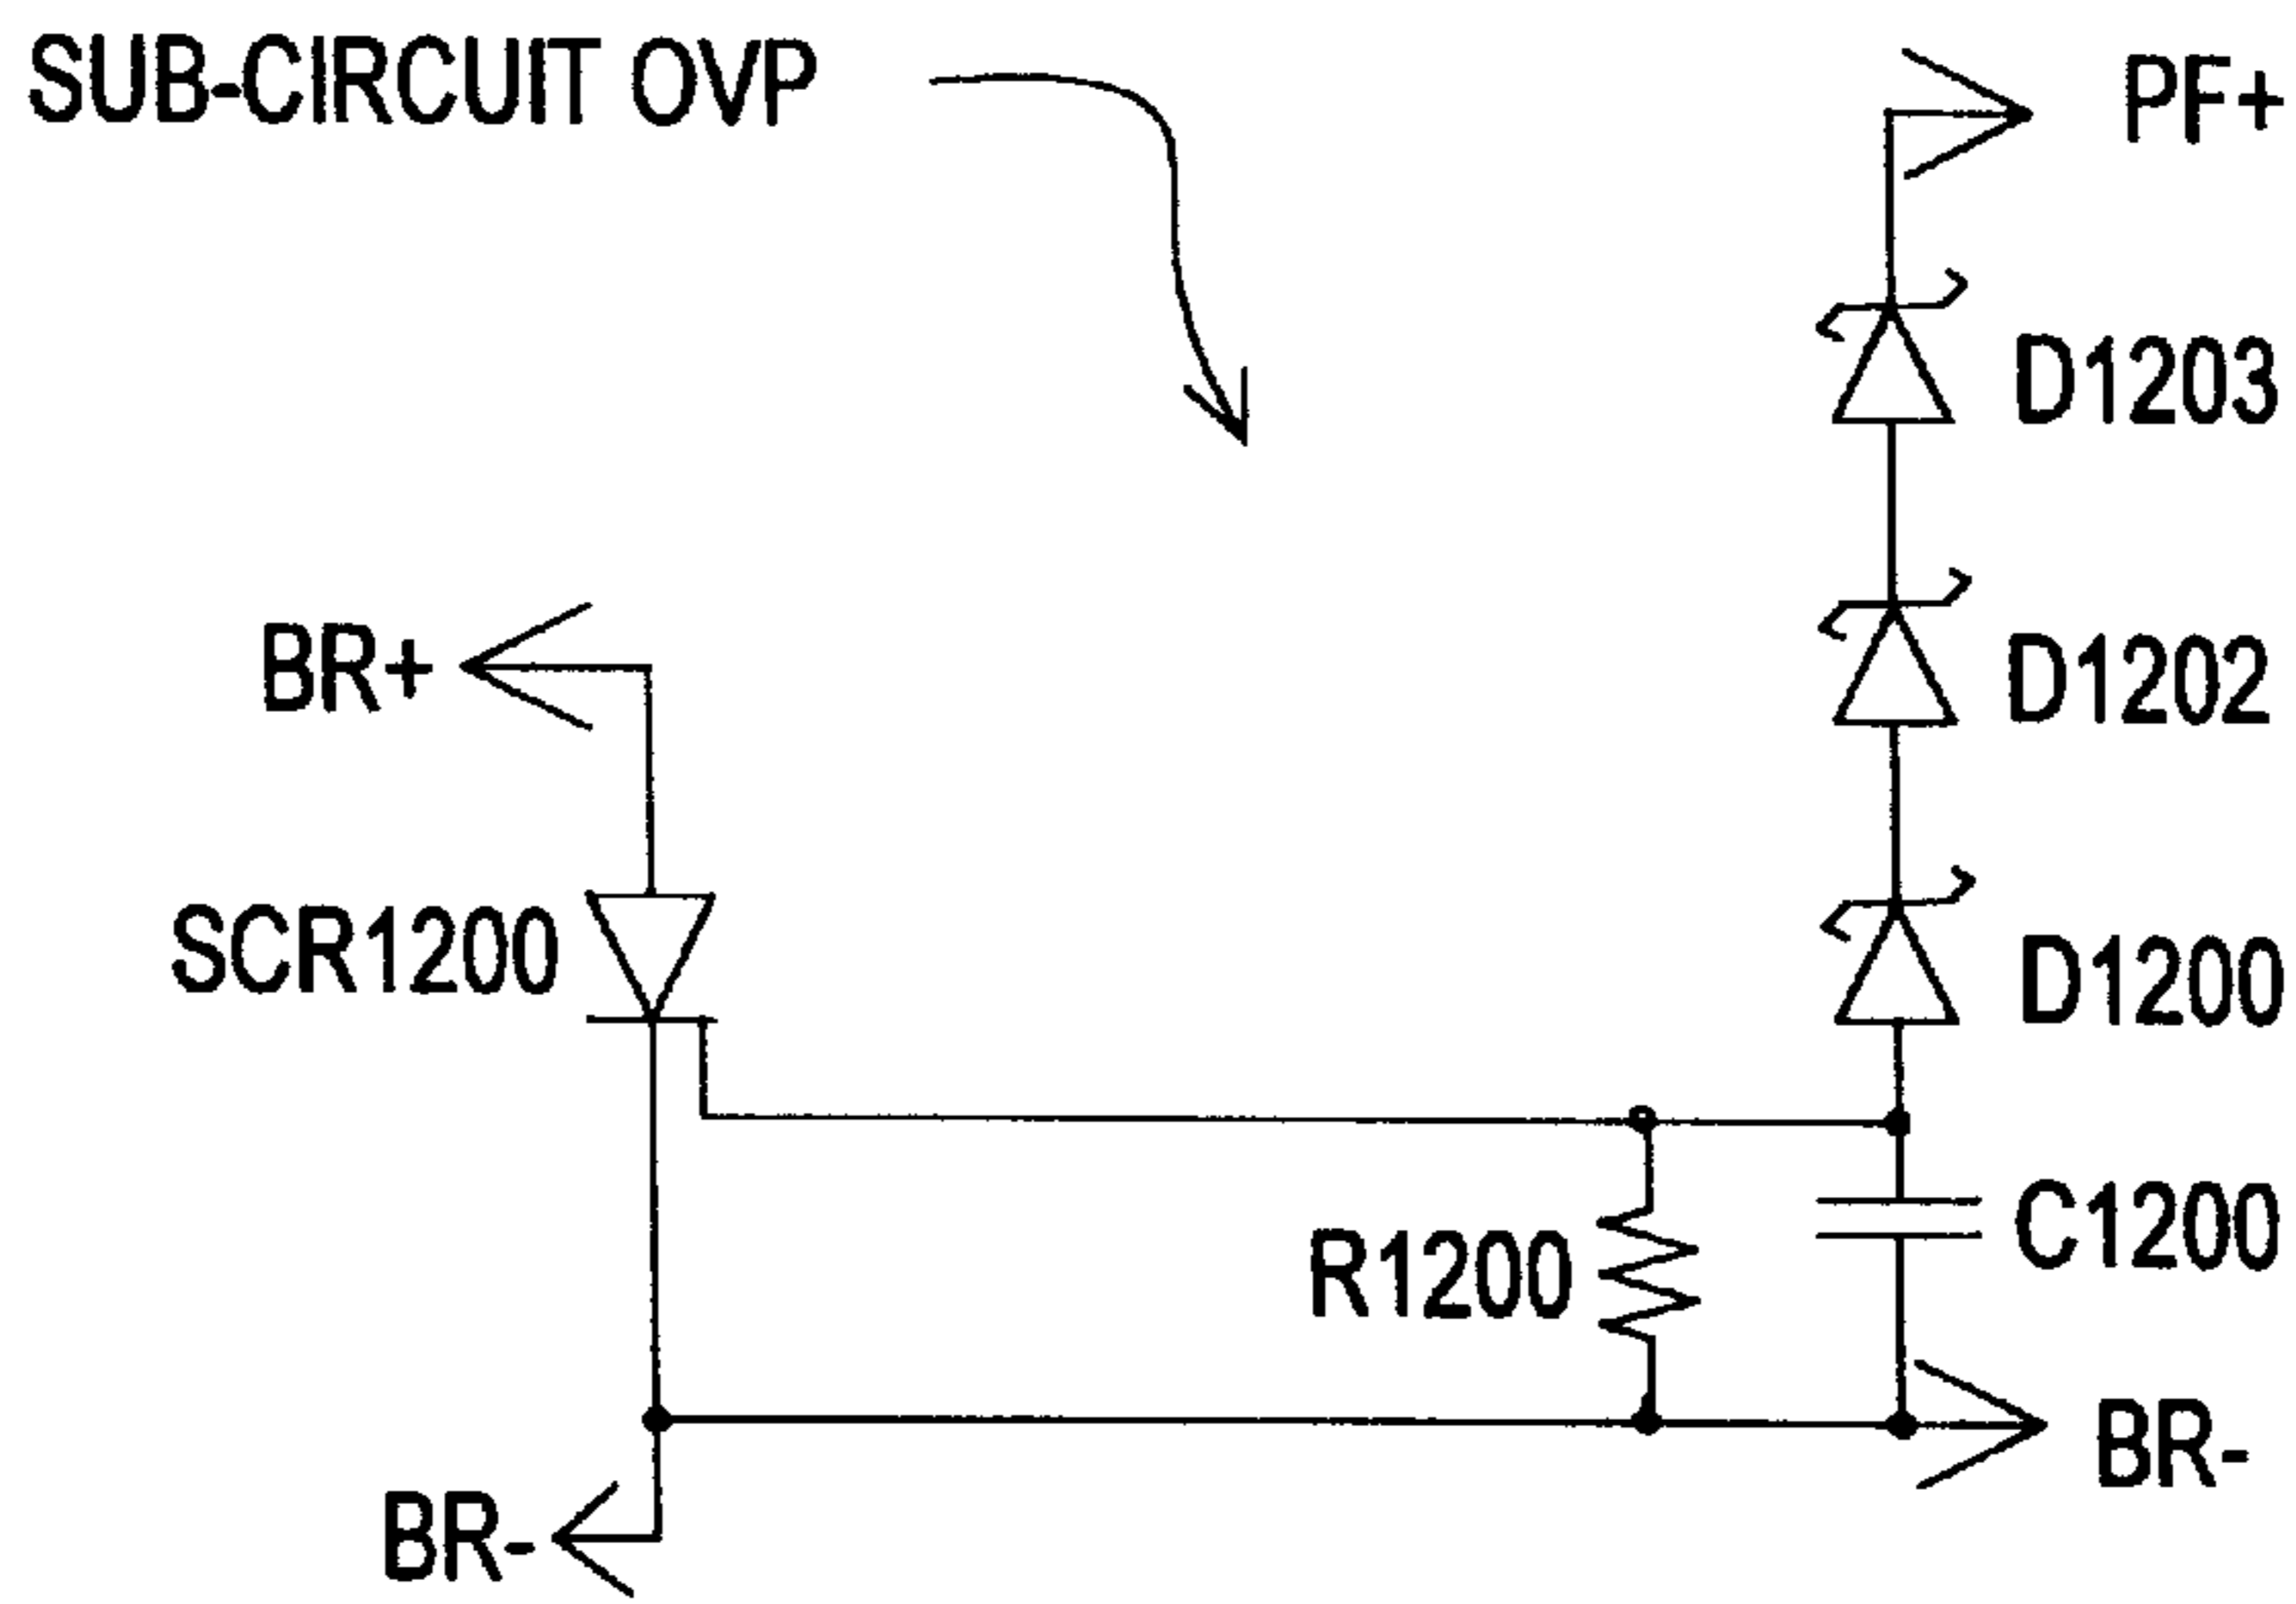 SUB-CIRCUIT OVP
PF+
D1203
BR+
D1202
SCR1200
D1200
C1200
R1200
BR-
BR-